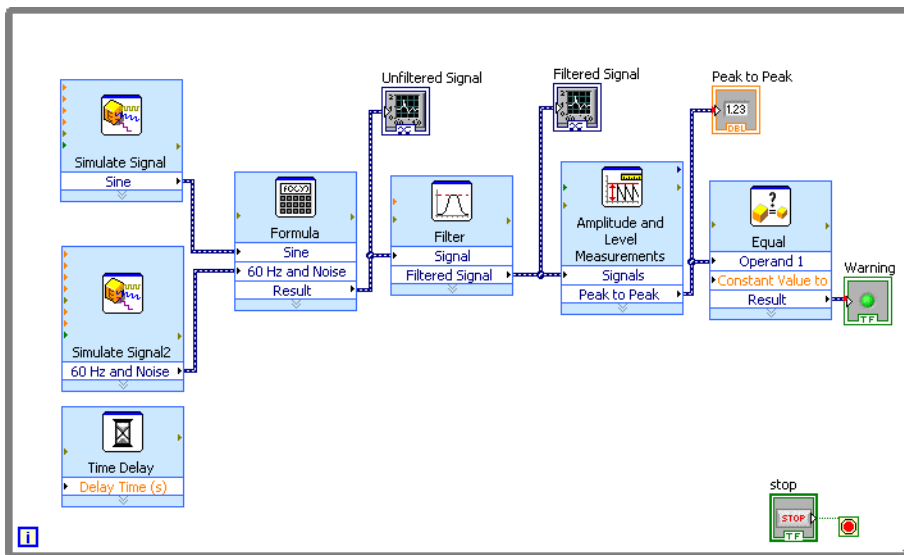 Unfiltered Signal
Filtered Signal
Peak to Peak
1.23
DBL
Simulate Signal
Sine
F(X,Y)
Formula
Sine
60 Hz and Noise
Result
Filter
Signal
Filtered Signal
Amplitude and
Level
Measurements
Signals
Peak to Peak
?
=
Equal
Operand 1
Constant Value to
Result
Warning
TF
Simulate Signal2
60 Hz and Noise
Time Delay
Delay Time (s)
stop
STOP
TF
i